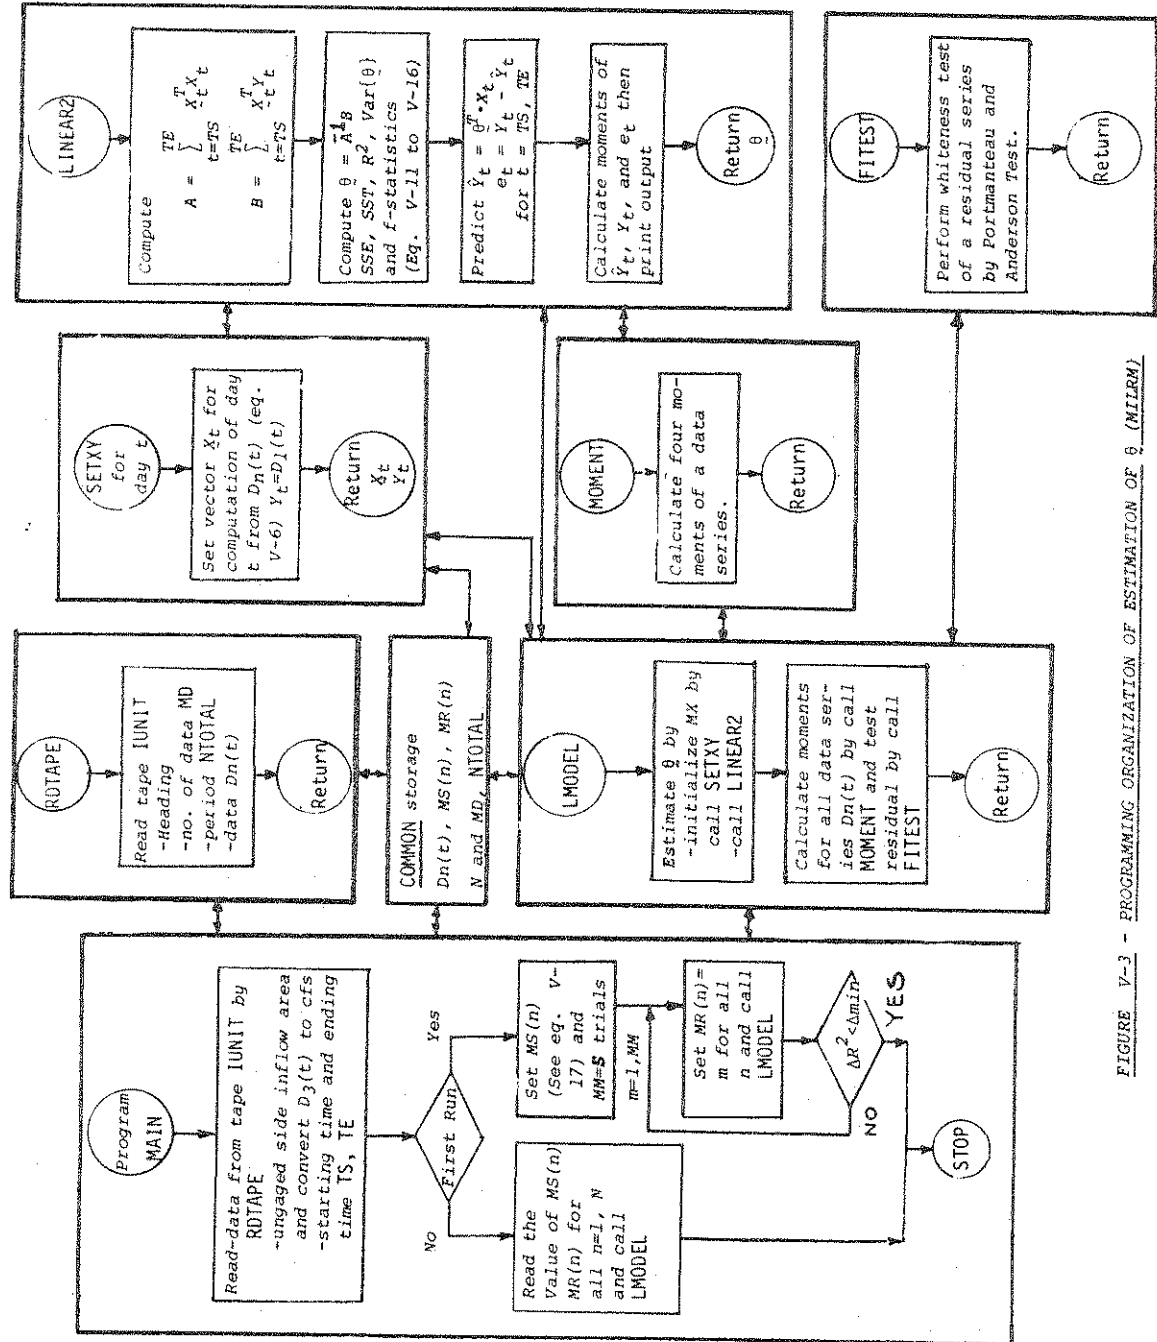 Program
MAIN
Read-data from tape IUNIT by
RDTAPE
-ungaged side inflow area
and convert D3(t) to cfs
-starting time and ending
time TS, TE
First Run
No
Yes
Read the
Value of MS(n)
MR(n) for
all n=1, N
and call
LMODEL
Set MS(n)
(See eq. V-
17) and
MM=5 trials
m=1,MM
Set MR(n)=
m for all
n and call
LMODEL
ΔR²<Δmin
NO
YES
STOP
RDTAPE
Read tape IUNIT
-Heading
-no. of data MD
-period NTOTAL
-data Dn(t)
Return
COMMON storage
Dn(t), MS(n), MR(n)
N and MD, NTOTAL
LMODEL
Estimate θ by
-initialize MX by
call SETXY
-call LINEAR2
Calculate moments
for all data ser-
ies Dn(t) by call
MOMENT and test
residual by call
FITEST
Return
SETXY
for
day t
Set vector Xt for
computation of day
t from Dn(t) (eq.
V-6) Yt=D1(t)
Return
Xt
Yt
MOMENT
Calculate four mo-
ments of a data
series.
Return
LINEAR2
Compute
A = TE Σ t=TS XtT Xt
B = TE Σ t=TS XtT Yt
Compute θ = A⁻¹B
SSE, SST, R², Var{θ}
and f-statistics
(Eq. V-11 to V-16)
Predict Ŷt = θT·Xt
et = Yt - Ŷt
for t = TS, TE
Calculate moments of
Ŷt, Yt, and et then
print output
Return
θ
FITEST
Perform whiteness test
of a residual series
by Portmanteau and
Anderson Test.
Return
FIGURE V-3 - PROGRAMMING ORGANIZATION OF ESTIMATION OF θ (MILRM)